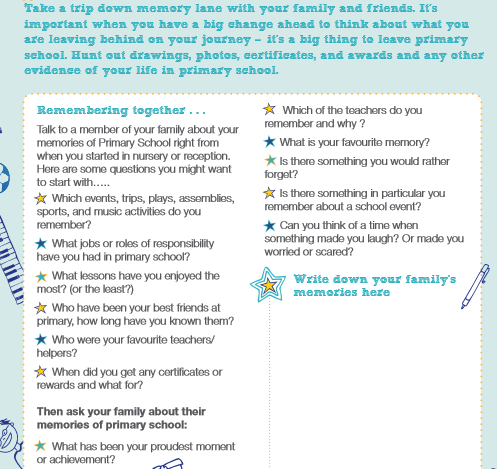 Take a trip down memory lane with your family and friends. It's
important when you have a big change ahead to think about what you
are leaving behind on your journey – it's a big thing to leave primary
school. Hunt out drawings, photos, certificates, and awards and any other
evidence of your life in primary school.
Remembering together . . .
Talk to a member of your family about your
memories of Primary School right from
when you started in nursery or reception.
Here are some questions you might want
to start with.....
Which events, trips, plays, assemblies,
sports, and music activities do you
remember?
What jobs or roles of responsibility
have you had in primary school?
What lessons have you enjoyed the
most? (or the least?)
Who have been your best friends at
primary, how long have you known them?
Who were your favourite teachers/
helpers?
When did you get any certificates or
rewards and what for?
Then ask your family about their
memories of primary school:
What has been your proudest moment
or achievement?
Which of the teachers do you
remember and why ?
What is your favourite memory?
Is there something you would rather
forget?
Is there something in particular you
remember about a school event?
Can you think of a time when
something made you laugh? Or made you
worried or scared?
Write down your family's
memories here